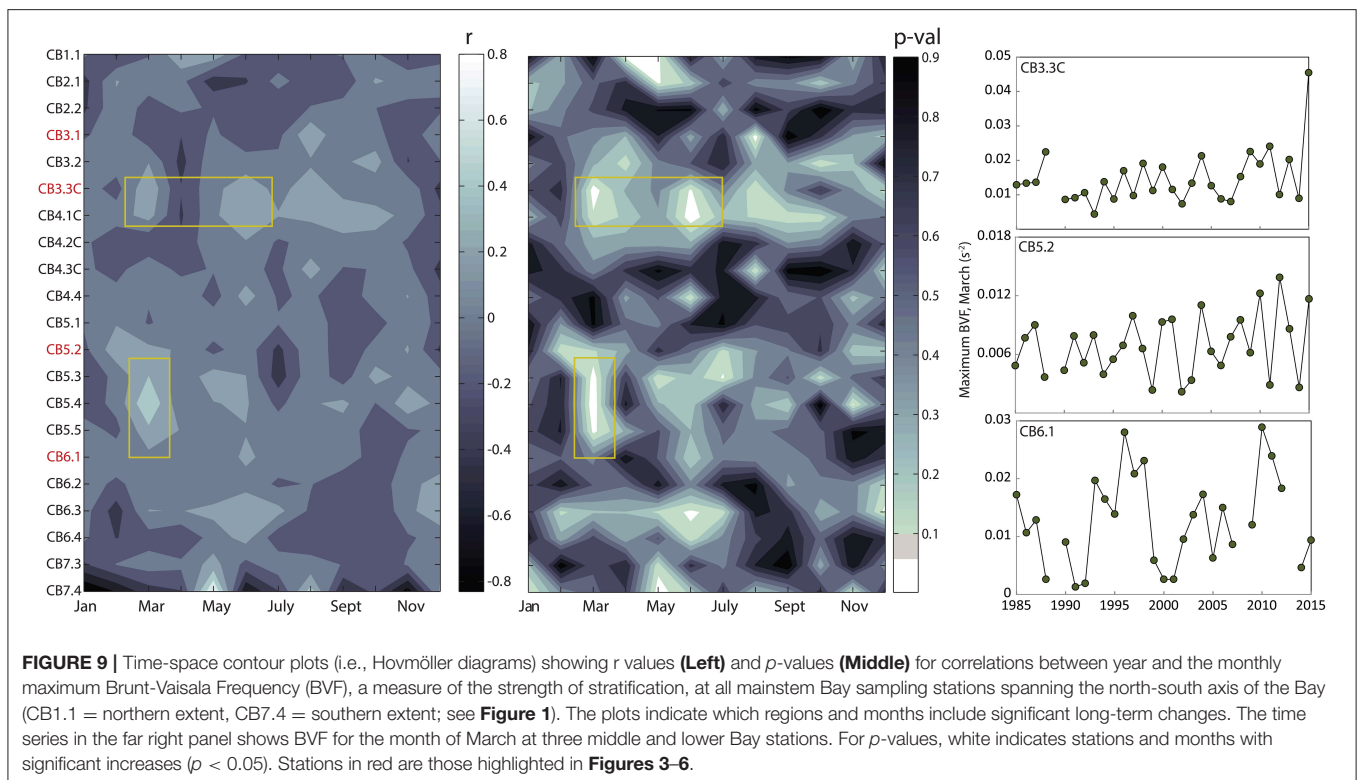 r
0.8
0.6
0.4
0.2
0
-0.2
-0.4
-0.6
-0.8
CB1.1
CB2.1
CB2.2
CB3.1
CB3.2
CB3.3C
CB4.1C
CB4.2C
CB4.3C
CB4.4
CB5.1
CB5.2
CB5.3
CB5.4
CB5.5
CB6.1
CB6.2
CB6.3
CB6.4
CB7.3
CB7.4
Jan Mar May July Sept Nov
p-val
0.9
0.8
0.7
0.6
0.5
0.4
0.3
0.2
0.1
Jan Mar May July Sept Nov
Maximum BVF, March (s-2)
CB3.3C
0.05
0.04
0.03
0.02
0.01
CB5.2
0.018
0.012
0.006
CB6.1
0.03
0.02
0.01
0
1985 1990 1995 2000 2005 2010 2015
FIGURE 9 | Time-space contour plots (i.e., Hovmöller diagrams) showing r values (Left) and p-values (Middle) for correlations between year and the monthly
maximum Brunt-Vaisala Frequency (BVF), a measure of the strength of stratification, at all mainstem Bay sampling stations spanning the north-south axis of the Bay
(CB1.1 = northern extent, CB7.4 = southern extent; see Figure 1). The plots indicate which regions and months include significant long-term changes. The time
series in the far right panel shows BVF for the month of March at three middle and lower Bay stations. For p-values, white indicates stations and months with
significant increases (p < 0.05). Stations in red are those highlighted in Figures 3–6.